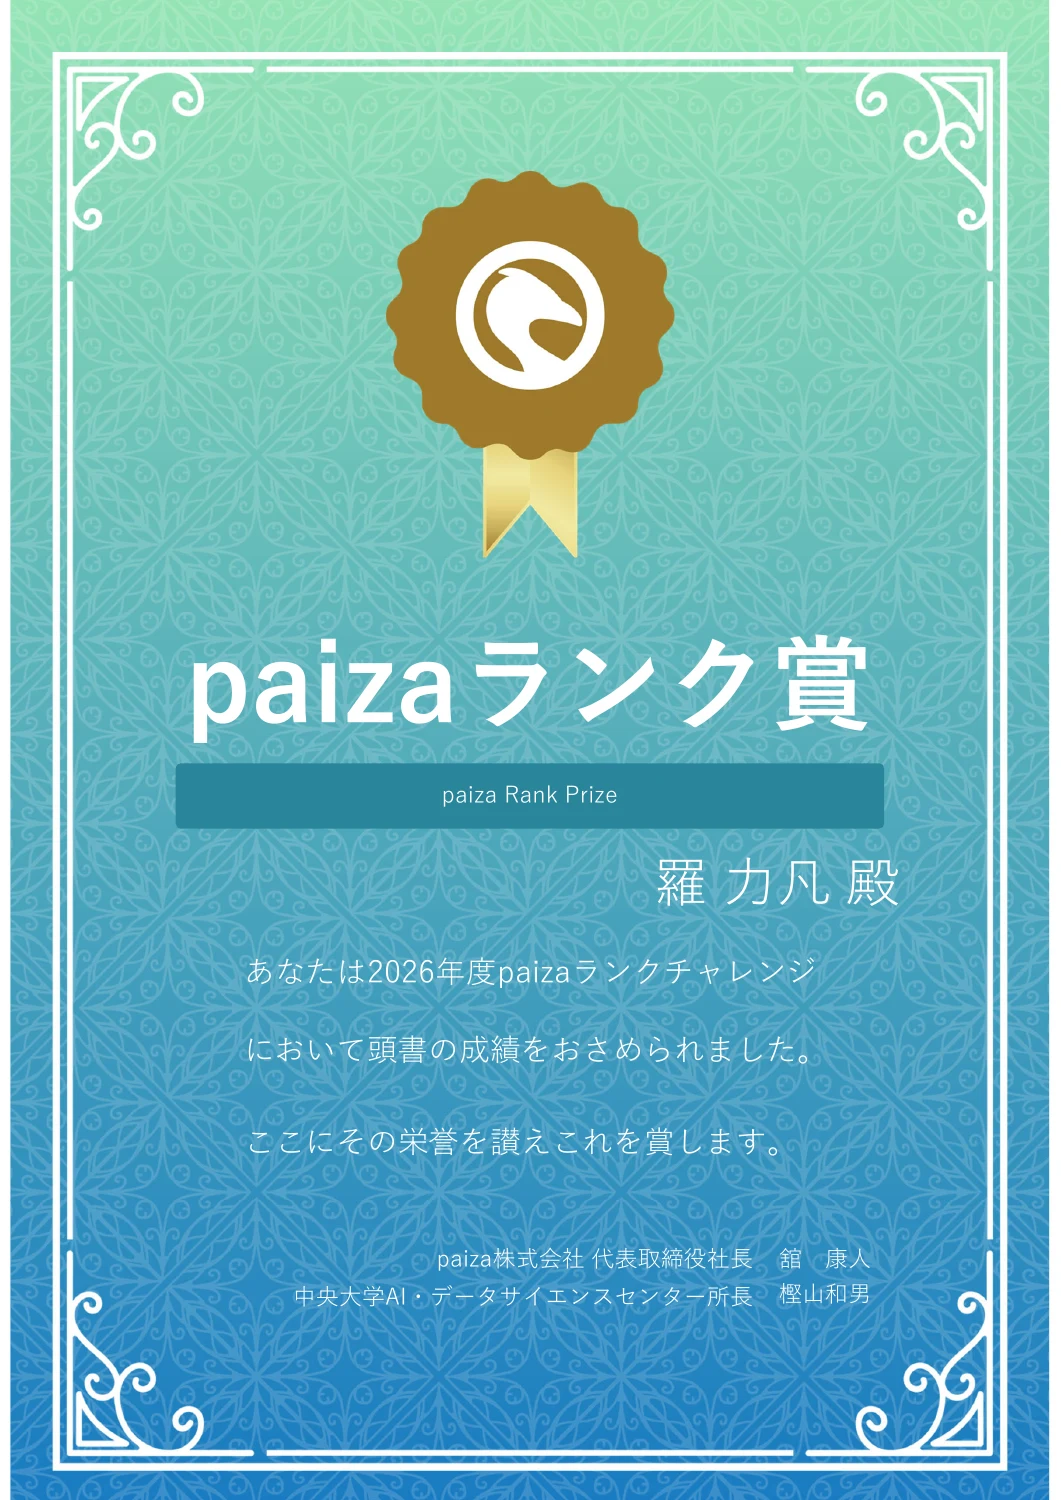 paizaランク賞
paiza Rank Prize
羅 力凡 殿
あなたは2026年度paizaランクチャレンジ
において頭書の成績をおさめられました。
ここにその栄誉を讃えこれを賞します。
paiza株式会社 代表取締役社長　舘　康人
中央大学AI・データサイエンスセンター所長　樫山和男